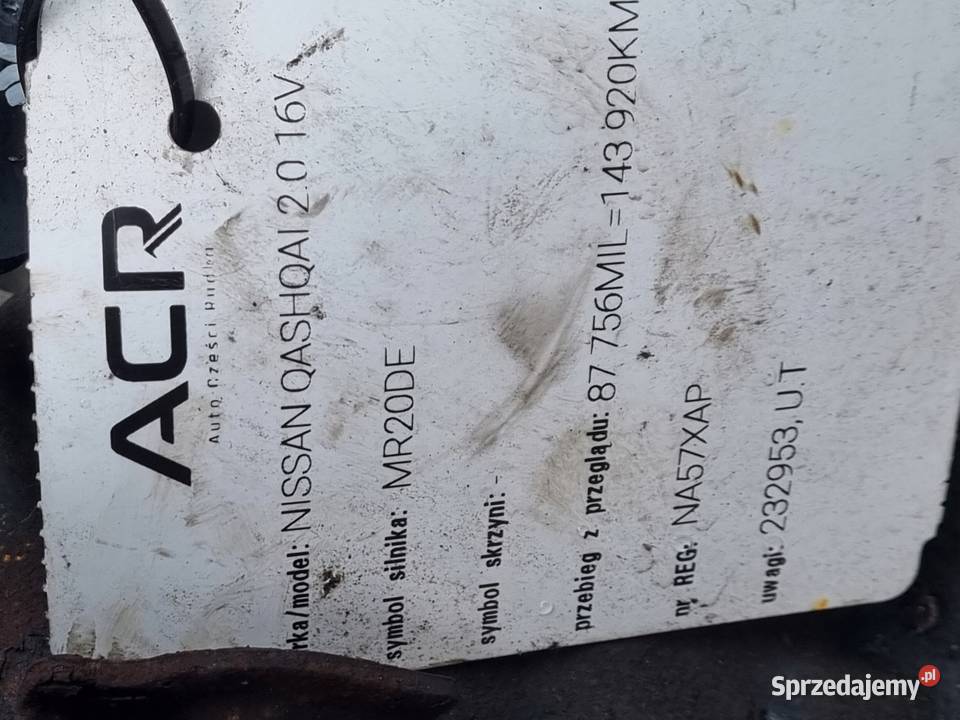 ACR
Auto Części Rudka
rka/model: NISSAN QASHQAI 2.0 16V
symbol silnika: MR20DE
symbol skrzyni: -
przebieg z przeglądu: 87 756MIL=143 920KM
nr REG: NA57XAP
uwagi: 232953, U.T
Sprzedajemy.pl